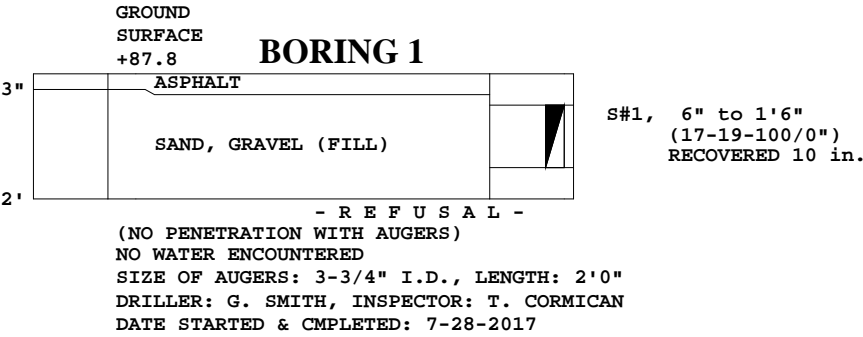 GROUND
SURFACE
+87.8
BORING 1
3"
ASPHALT
S#1, 6" to 1'6"
(17-19-100/0")
RECOVERED 10 in.
SAND, GRAVEL (FILL)
2'
- R E F U S A L -
(NO PENETRATION WITH AUGERS)
NO WATER ENCOUNTERED
SIZE OF AUGERS: 3-3/4" I.D., LENGTH: 2'0"
DRILLER: G. SMITH, INSPECTOR: T. CORMICAN
DATE STARTED & CMPLETED: 7-28-2017